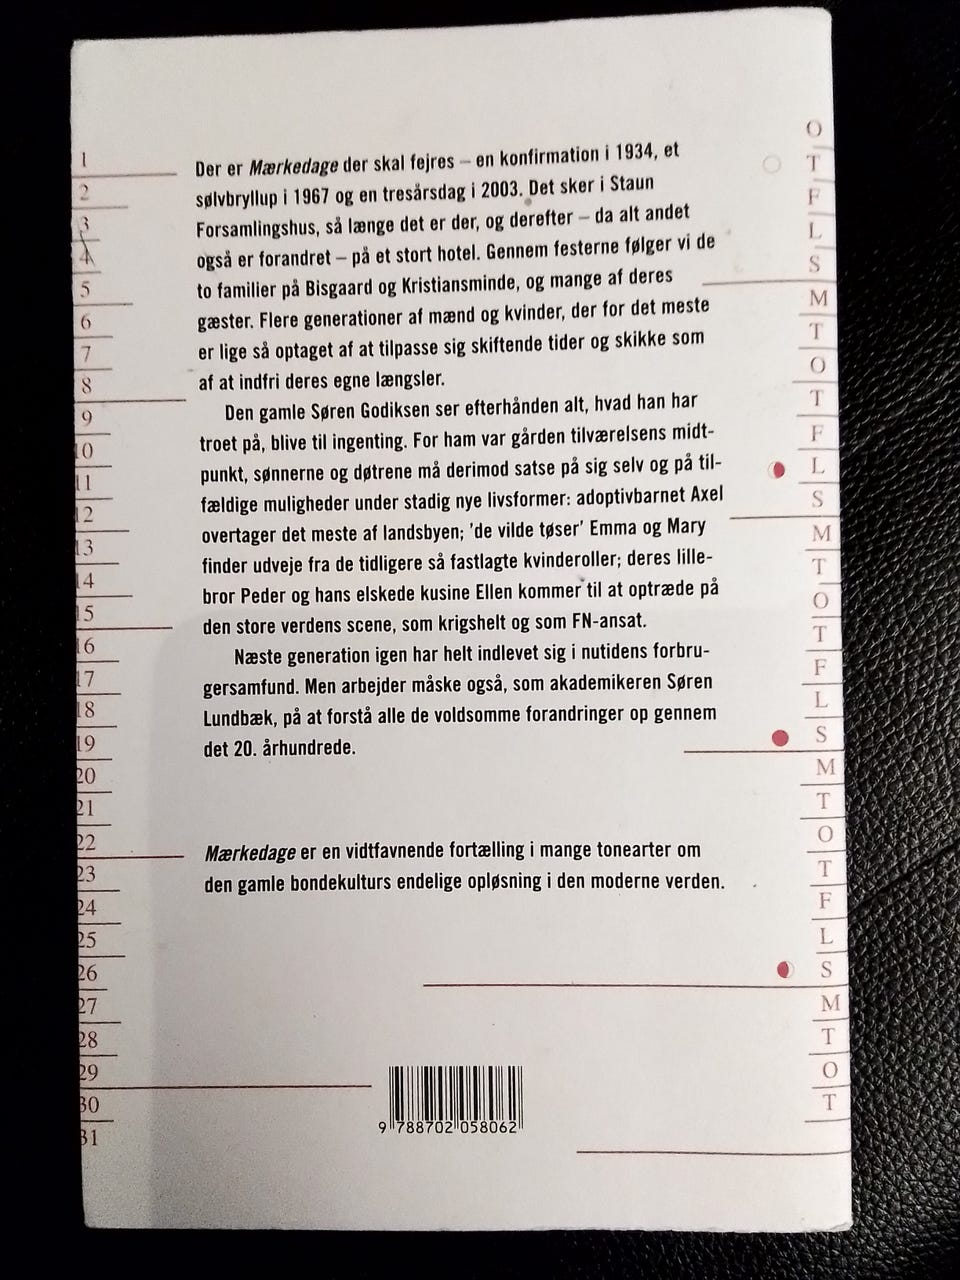 Der er Mærkedage der skal fejres – en konfirmation i 1934, et
sølvbryllup i 1967 og en tresårsdag i 2003. Det sker i Staun
Forsamlingshus, så længe det er der, og derefter – da alt andet
også er forandret – på et stort hotel. Gennem festerne følger vi de
to familier på Bisgaard og Kristiansminde, og mange af deres
gæster. Flere generationer af mænd og kvinder, der for det meste
er lige så optaget af at tilpasse sig skiftende tider og skikke som
af at indfri deres egne længsler.
Den gamle Søren Godiksen ser efterhånden alt, hvad han har
troet på, blive til ingenting. For ham var gården tilværelsens midt-
punkt, sønnerne og døtrene må derimod satse på sig selv og på til-
fældige muligheder under stadig nye livsformer: adoptivbarnet Axel
overtager det meste af landsbyen; 'de vilde tøser' Emma og Mary
finder udveje fra de tidligere så fastlagte kvinderoller; deres lille-
bror Peder og hans elskede kusine Ellen kommer til at optræde på
den store verdens scene, som krigshelt og som FN-ansat.
Næste generation igen har helt indlevet sig i nutidens forbru-
gersamfund. Men arbejder måske også, som akademikeren Søren
Lundbæk, på at forstå alle de voldsomme forandringer op gennem
det 20. århundrede.
Mærkedage er en vidtfavnende fortælling i mange tonearter om
den gamle bondekulturs endelige opløsning i den moderne verden.
9 788702 058062
1
2
3
4
5
6
7
8
9
10
11
12
13
14
15
16
17
18
19
20
21
22
23
24
25
26
27
28
29
30
31
O
T
F
L
S
M
T
O
T
F
L
S
M
T
O
T
F
L
S
M
T
O
T
F
L
S
M
T
O
T